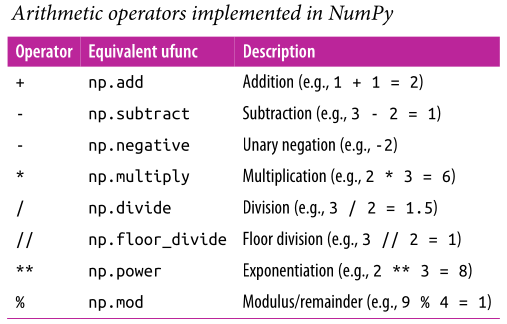 Arithmetic operators implemented in NumPy
Operator Equivalent ufunc Description
+ np.add Addition (e.g., 1 + 1 = 2)
- np.subtract Subtraction (e.g., 3 - 2 = 1)
- np.negative Unary negation (e.g., -2)
* np.multiply Multiplication (e.g., 2 * 3 = 6)
/ np.divide Division (e.g., 3 / 2 = 1.5)
// np.floor_divide Floor division (e.g., 3 // 2 = 1)
** np.power Exponentiation (e.g., 2 ** 3 = 8)
% np.mod Modulus/remainder (e.g., 9 % 4 = 1)